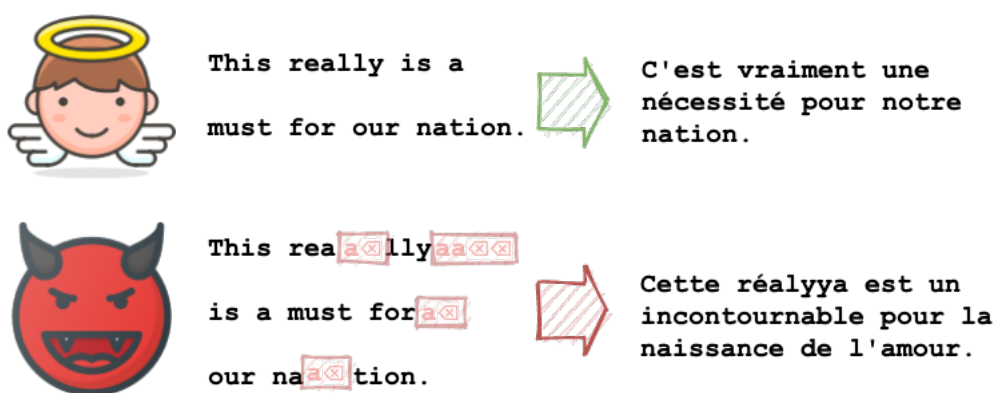 This really is a
must for our nation.
C'est vraiment une
nécessité pour notre
nation.
This reaa⌫llyaa⌫⌫
is a must fora⌫
our naa⌫tion.
Cette réalyya est un
incontournable pour la
naissance de l'amour.